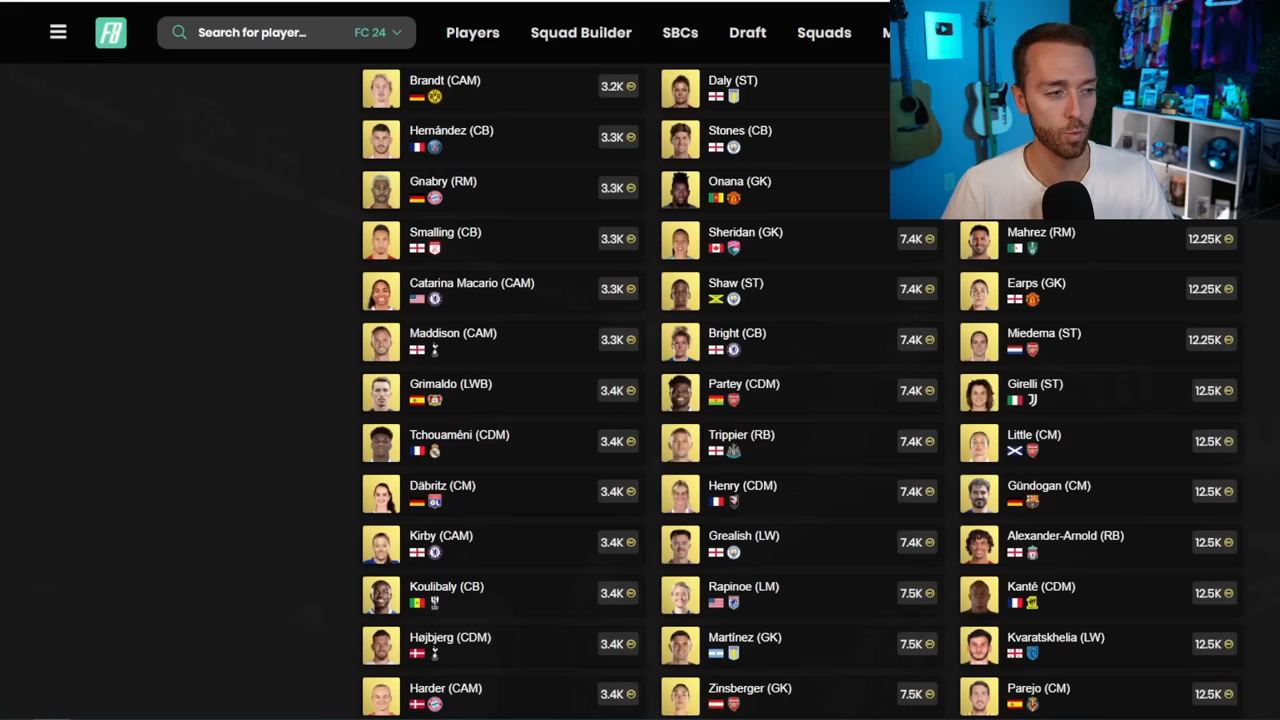 FB
Search for player...
FC 24
Players
Squad Builder
SBCs
Draft
Squads
M
Brandt (CAM)
3.2K
Hernández (CB)
3.3K
Gnabry (RM)
3.3K
Smalling (CB)
3.3K
Catarina Macario (CAM)
3.3K
Maddison (CAM)
3.3K
Grimaldo (LWB)
3.4K
Tchouaméni (CDM)
3.4K
Däbritz (CM)
3.4K
Kirby (CAM)
3.4K
Koulibaly (CB)
3.4K
Højbjerg (CDM)
3.4K
Harder (CAM)
3.4K
Daly (ST)
Stones (CB)
Onana (GK)
Sheridan (GK)
7.4K
Shaw (ST)
7.4K
Bright (CB)
7.4K
Partey (CDM)
7.4K
Trippier (RB)
7.4K
Henry (CDM)
7.4K
Grealish (LW)
7.4K
Rapinoe (LM)
7.5K
Martínez (GK)
7.5K
Zinsberger (GK)
7.5K
Mahrez (RM)
12.25K
Earps (GK)
12.25K
Miedema (ST)
12.25K
Girelli (ST)
12.5K
Little (CM)
12.5K
Gündogan (CM)
12.5K
Alexander-Arnold (RB)
12.5K
Kanté (CDM)
12.5K
Kvaratskhelia (LW)
12.5K
Parejo (CM)
12.5K